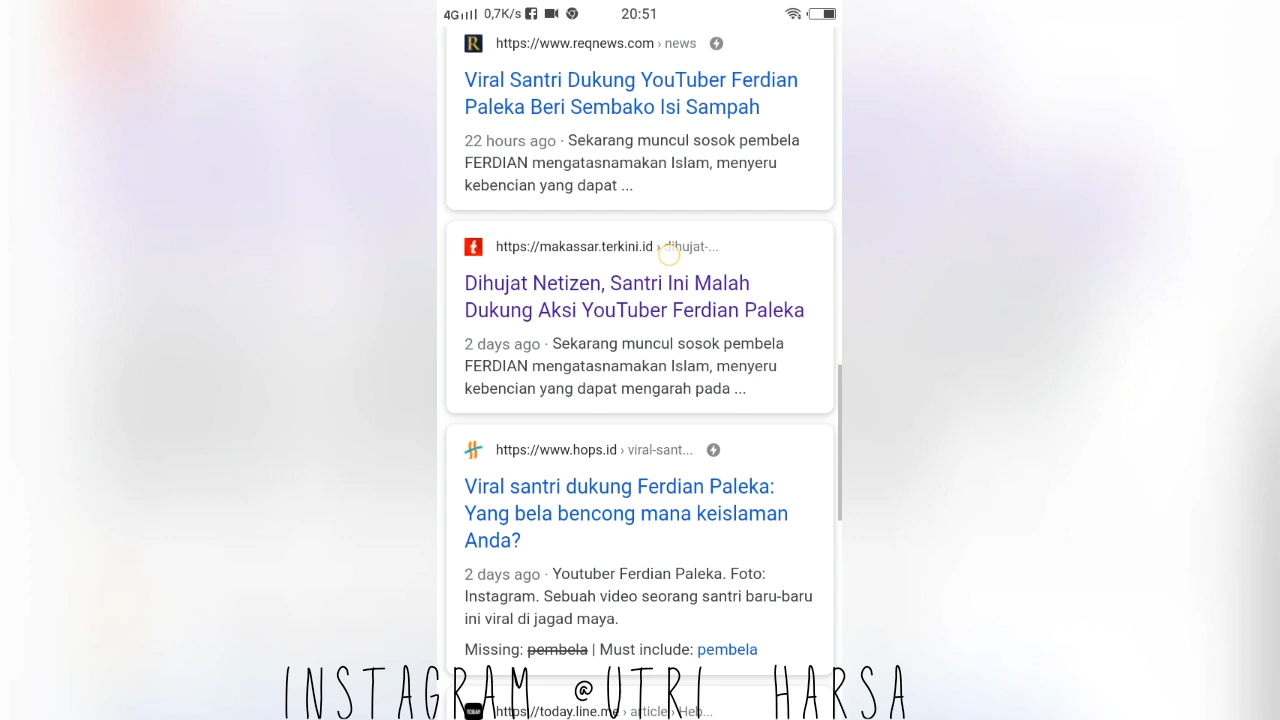 4G 0,7K/s 20:51
https://www.reqnews.com › news
Viral Santri Dukung YouTuber Ferdian
Paleka Beri Sembako Isi Sampah
22 hours ago · Sekarang muncul sosok pembela
FERDIAN mengatasnamakan Islam, menyeru
kebencian yang dapat ...
https://makassar.terkini.id › dihujat-...
Dihujat Netizen, Santri Ini Malah
Dukung Aksi YouTuber Ferdian Paleka
2 days ago · Sekarang muncul sosok pembela
FERDIAN mengatasnamakan Islam, menyeru
kebencian yang dapat mengarah pada ...
https://www.hops.id › viral-sant...
Viral santri dukung Ferdian Paleka:
Yang bela bencong mana keislaman
Anda?
2 days ago · Youtuber Ferdian Paleka. Foto:
Instagram. Sebuah video seorang santri baru-baru
ini viral di jagad maya.
Missing: pembela | Must include: pembela
INSTAGRAM @UTRI HARSA
https://today.line.me › article › Heb...